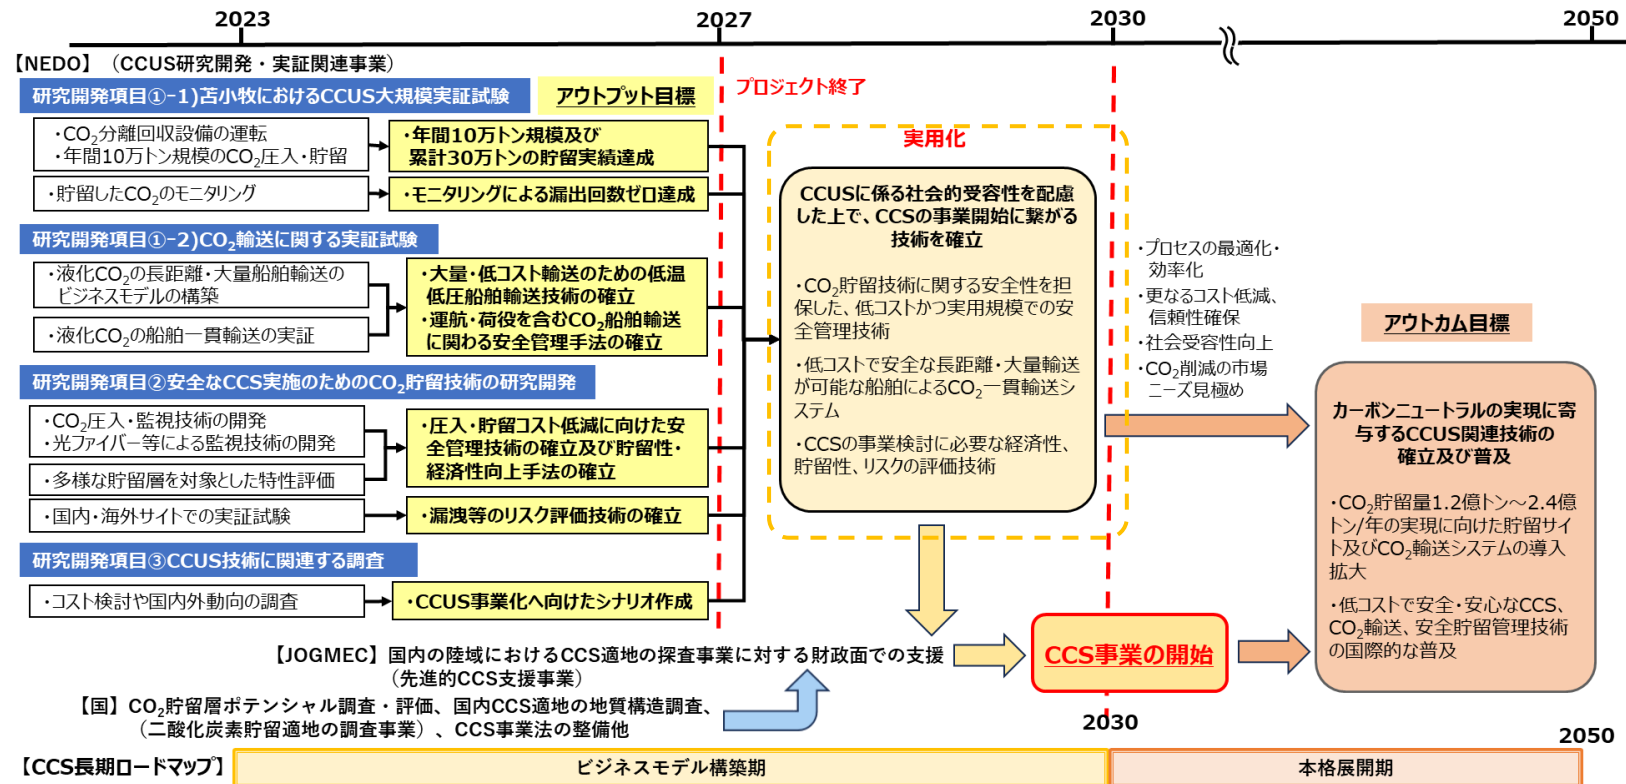 2023
2027
2030
2050
【NEDO】（CCUS研究開発・実証関連事業）
研究開発項目①-1)苫小牧におけるCCUS大規模実証試験
アウトプット目標
プロジェクト終了
・CO₂分離回収設備の運転
・年間10万トン規模のCO₂圧入・貯留
・年間10万トン規模及び
累計30万トンの貯留実績達成
・貯留したCO₂のモニタリング
・モニタリングによる漏出回数ゼロ達成
研究開発項目①-2)CO₂輸送に関する実証試験
・液化CO₂の長距離・大量船舶輸送の
ビジネスモデルの構築
・液化CO₂の船舶一貫輸送の実証
・大量・低コスト輸送のための低温
低圧船舶輸送技術の確立
・運航・荷役を含むCO₂船舶輸送
に関わる安全管理手法の確立
研究開発項目②安全なCCS実施のためのCO₂貯留技術の研究開発
・CO₂圧入・監視技術の開発
・光ファイバー等による監視技術の開発
・多様な貯留層を対象とした特性評価
・圧入・貯留コスト低減に向けた安
全管理技術の確立及び貯留性・
経済性向上手法の確立
・国内・海外サイトでの実証試験
・漏洩等のリスク評価技術の確立
研究開発項目③CCUS技術に関連する調査
・コスト検討や国内外動向の調査
・CCUS事業化へ向けたシナリオ作成
実用化
CCUSに係る社会的受容性を配慮
した上で、CCSの事業開始に繋がる
技術を確立
・CO₂貯留技術に関する安全性を担
保した、低コストかつ実用規模での安
全管理技術
・低コストで安全な長距離・大量輸送
が可能な船舶によるCO₂一貫輸送シ
ステム
・CCSの事業検討に必要な経済性、
貯留性、リスクの評価技術
・プロセスの最適化・
効率化
・更なるコスト低減、
信頼性確保
・社会受容性向上
・CO₂削減の市場
ニーズ見極め
アウトカム目標
カーボンニュートラルの実現に寄
与するCCUS関連技術の
確立及び普及
・CO₂貯留量1.2億トン～2.4億
トン/年の実現に向けた貯留サイ
ト及びCO₂輸送システムの導入
拡大
・低コストで安全・安心なCCS、
CO₂輸送、安全貯留管理技術
の国際的な普及
【JOGMEC】国内の陸域におけるCCS適地の探査事業に対する財政面での支援
（先進的CCS支援事業）
CCS事業の開始
【国】CO₂貯留層ポテンシャル調査・評価、国内CCS適地の地質構造調査、
（二酸化炭素貯留適地の調査事業）、CCS事業法の整備他
2030
2050
【CCS長期ロードマップ】
ビジネスモデル構築期
本格展開期